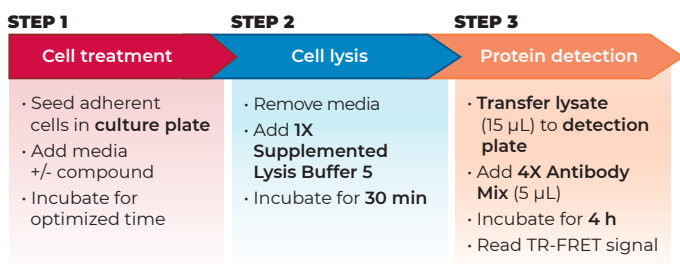 STEP 1
Cell treatment
· Seed adherent
cells in culture plate
· Add media
+/- compound
· Incubate for
optimized time
STEP 2
Cell lysis
· Remove media
· Add 1X
Supplemented
Lysis Buffer 5
· Incubate for 30 min
STEP 3
Protein detection
· Transfer lysate
(15 µL) to detection
plate
· Add 4X Antibody
Mix (5 µL)
· Incubate for 4 h
· Read TR-FRET signal